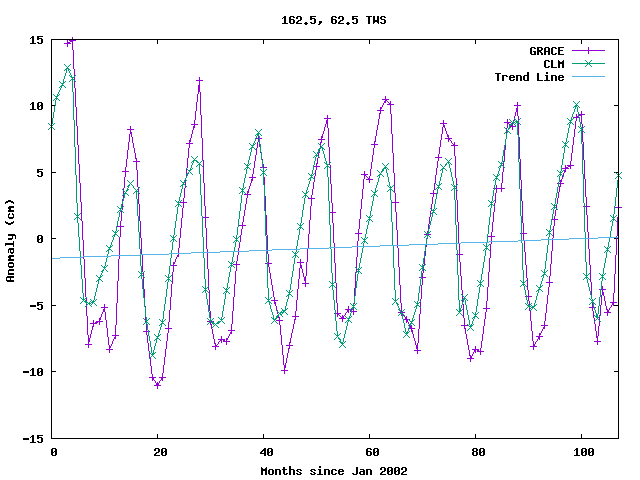 162.5, 62.5 TWS
GRACE
CLM
Trend Line
15
10
5
0
-5
-10
-15
Anomaly (cm)
0 20 40 60 80 100
Months since Jan 2002